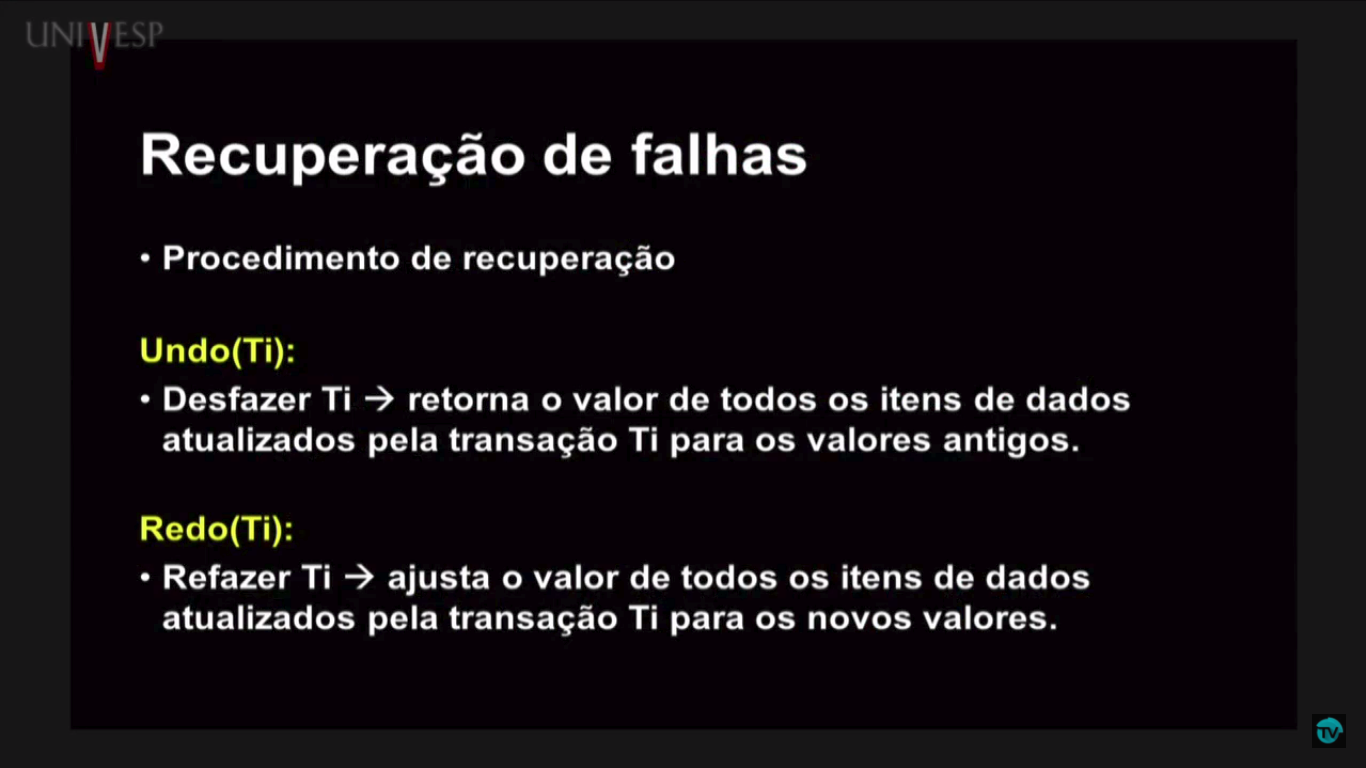 UNIVESP
Recuperação de falhas
• Procedimento de recuperação
Undo(Ti):
• Desfazer Ti → retorna o valor de todos os itens de dados
atualizados pela transação Ti para os valores antigos.
Redo(Ti):
• Refazer Ti → ajusta o valor de todos os itens de dados
atualizados pela transação Ti para os novos valores.
TV